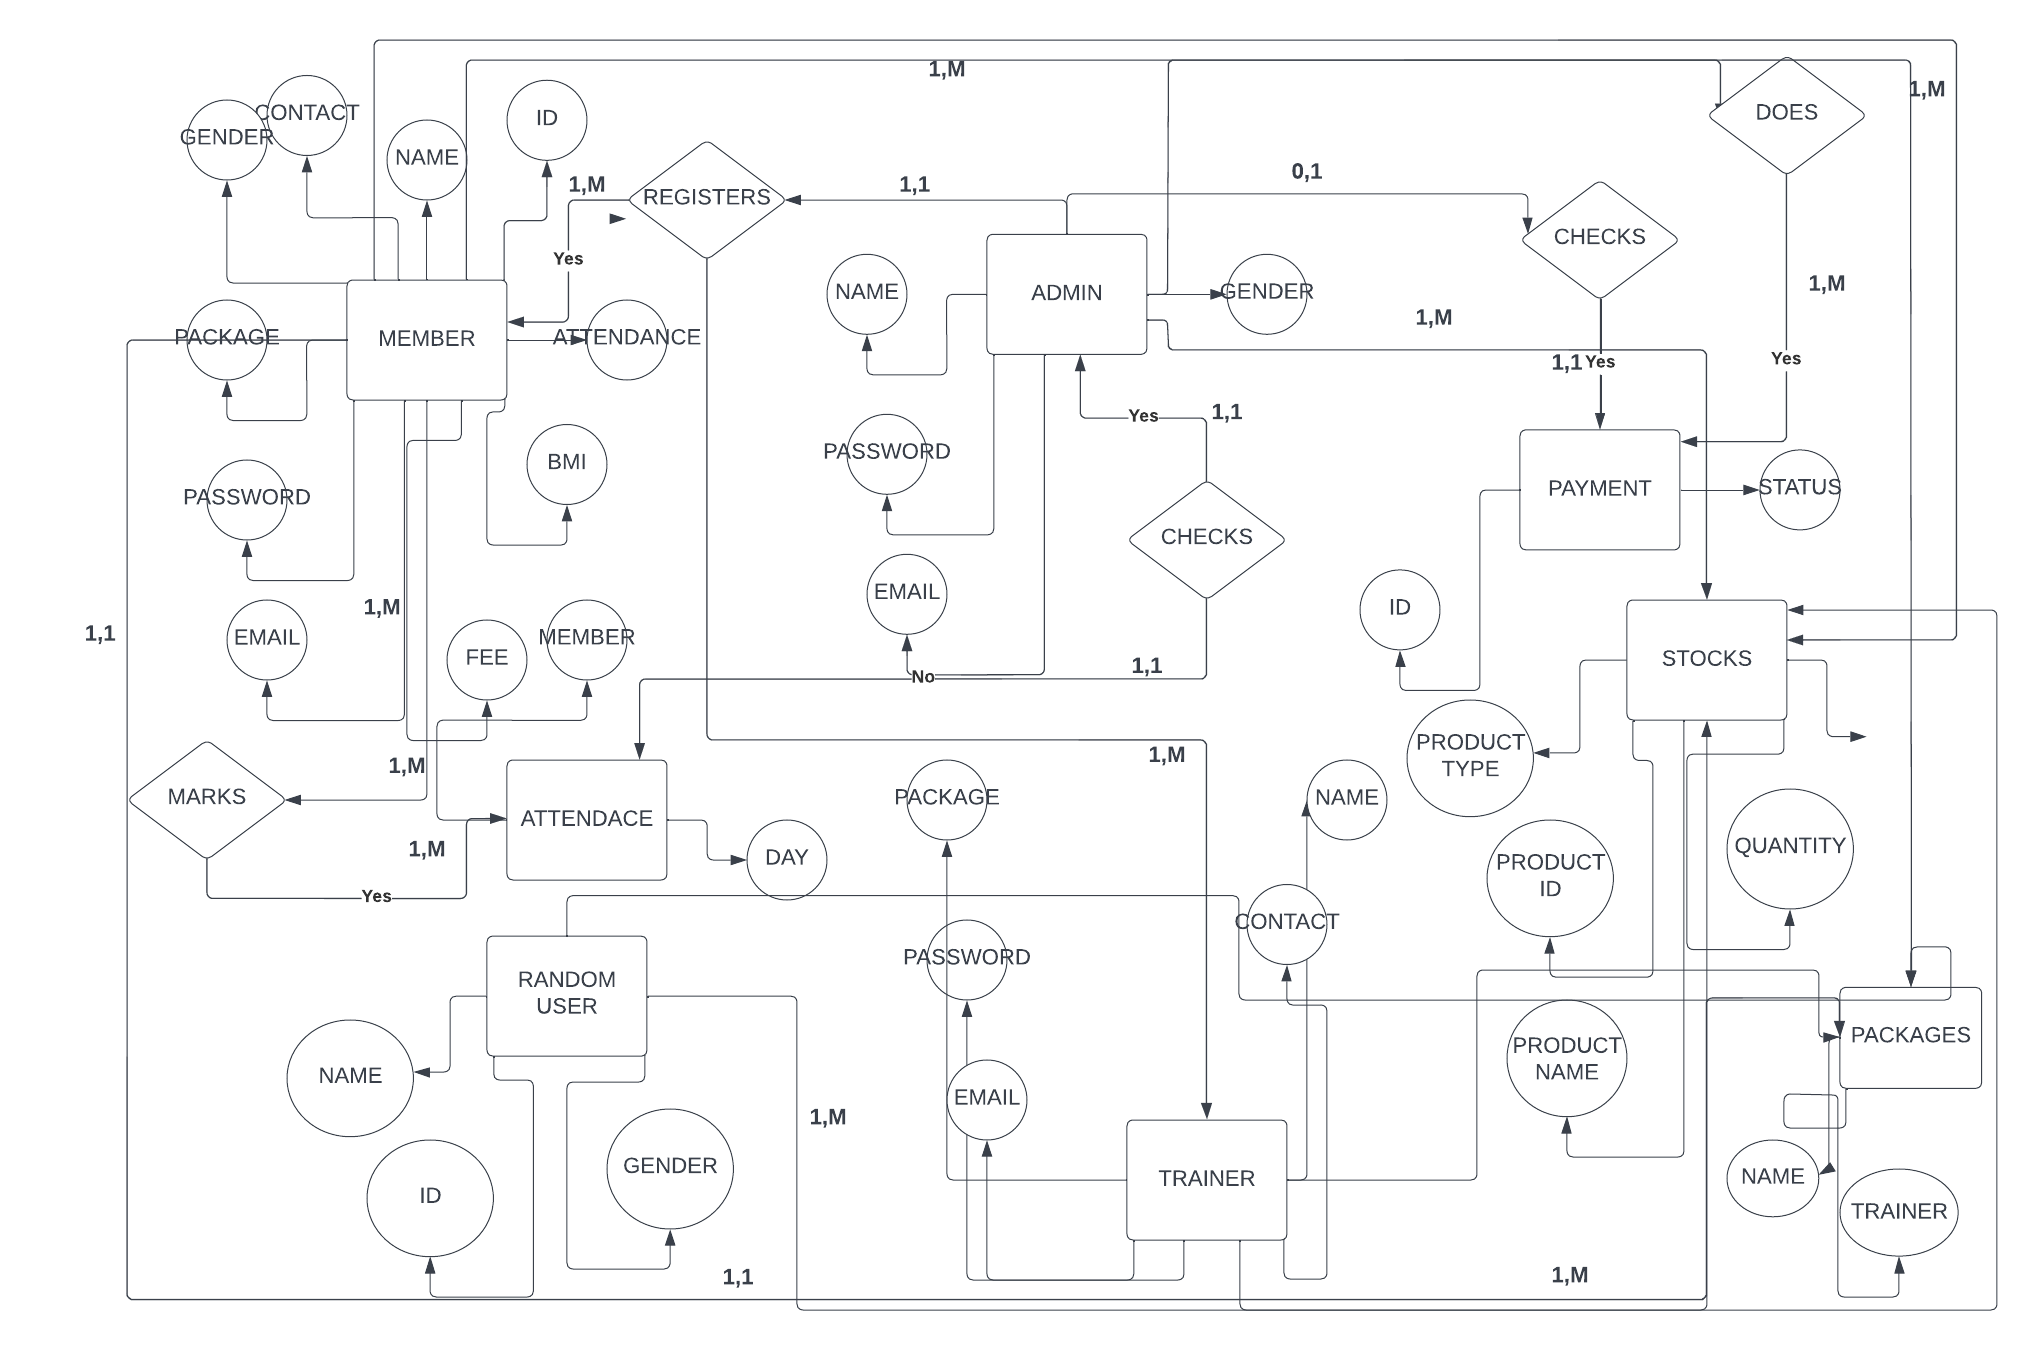 1,M
1,M
DOES
CONTACT
GENDER
ID
NAME
1,M
REGISTERS
1,1
0,1
CHECKS
Yes
NAME
ADMIN
GENDER
1,M
1,M
PACKAGE
MEMBER
ATTENDANCE
1,1
Yes
Yes
Yes
1,1
PASSWORD
BMI
PASSWORD
PAYMENT
STATUS
CHECKS
EMAIL
ID
1,M
1,1
EMAIL
FEE
MEMBER
No
1,1
STOCKS
MARKS
1,M
1,M
PRODUCT
TYPE
PACKAGE
NAME
ATTENDACE
1,M
DAY
QUANTITY
PRODUCT
ID
Yes
CONTACT
PASSWORD
RANDOM
USER
PACKAGES
NAME
PRODUCT
NAME
EMAIL
1,M
GENDER
ID
TRAINER
NAME
TRAINER
1,1
1,M